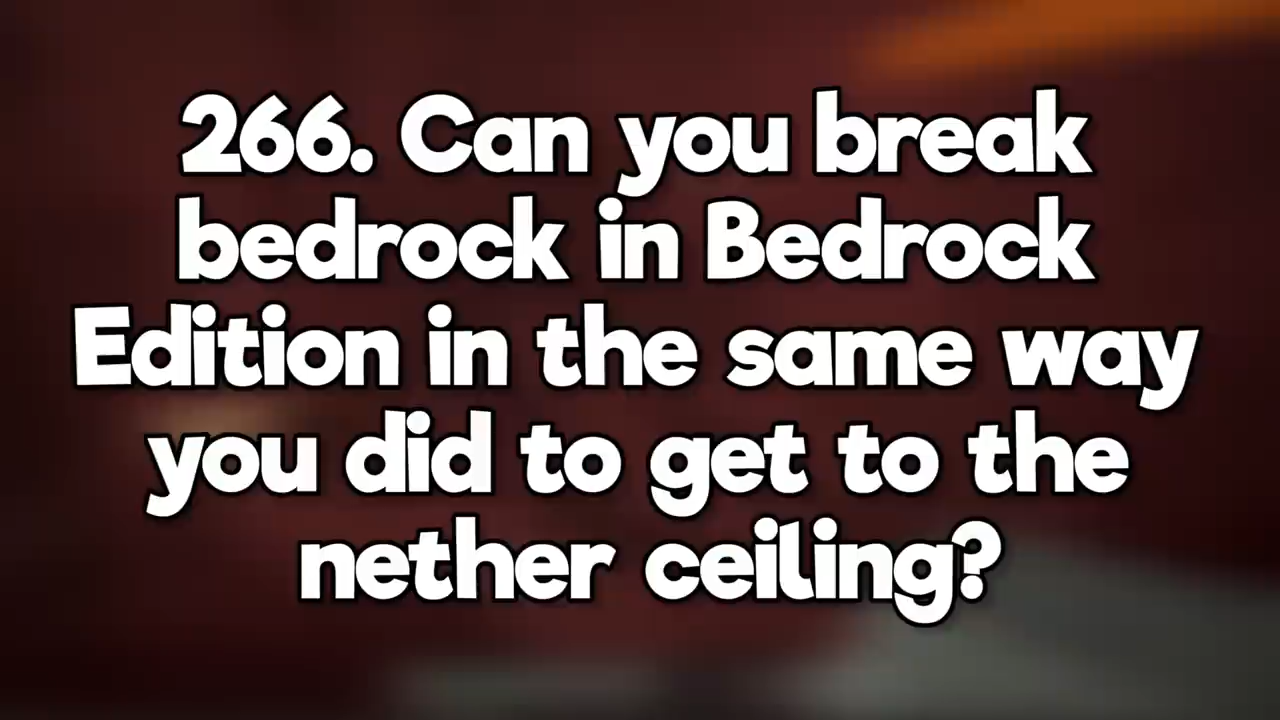 266. Can you break
bedrock in Bedrock
Edition in the same way
you did to get to the
nether ceiling?